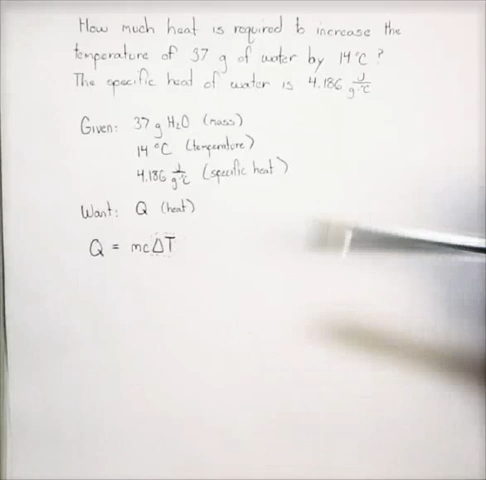 How much heat is required to increase the
temperature of 37 g of water by 14 °C ?
The specific heat of water is 4.186 J/g·°C
Given: 37 g H₂O (mass)
14 °C (temperature)
4.186 J/g·°C (specific heat)
Want: Q (heat)
Q = mcΔT